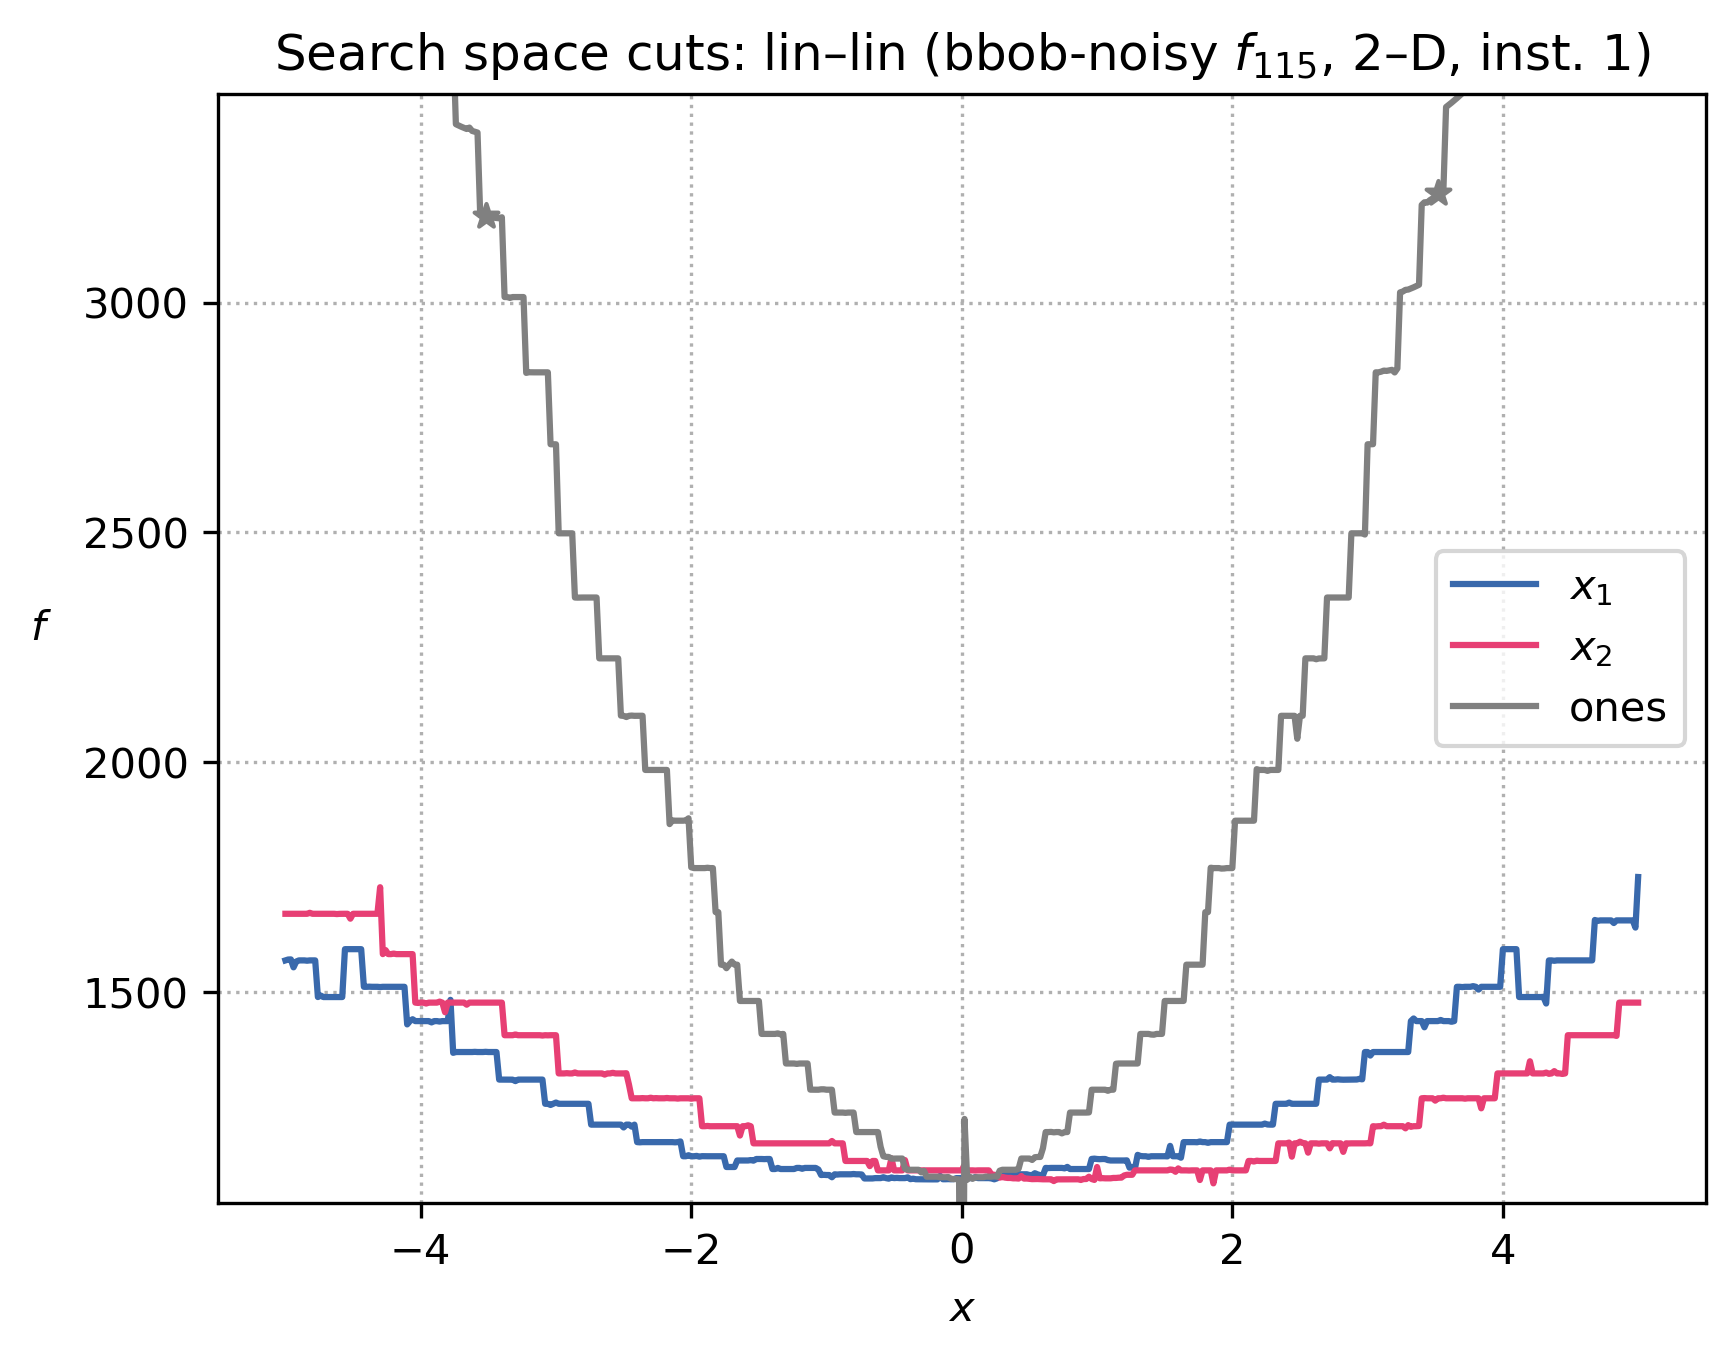 Search space cuts: lin–lin (bbob-noisy f₁₁₅, 2–D, inst. 1)
3000
2500
2000
1500
f
x₁
x₂
ones
−4
−2
0
2
4
x